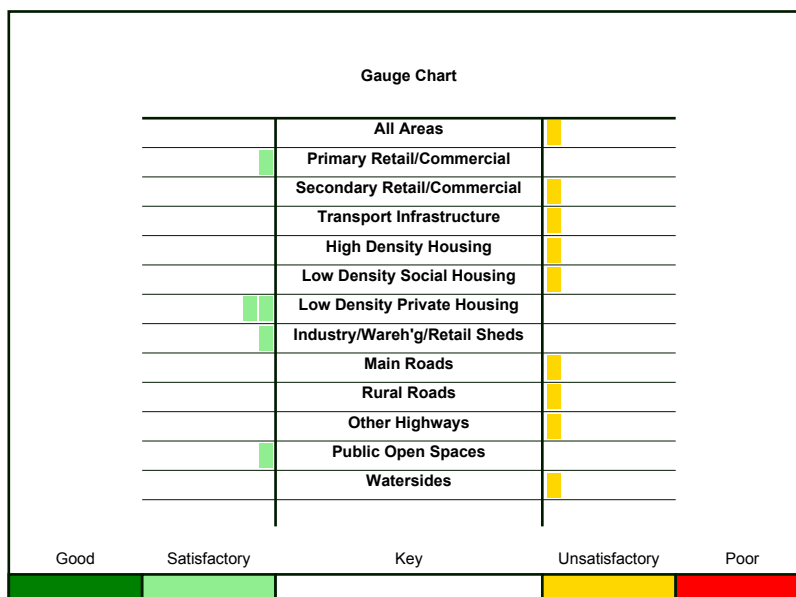 Gauge Chart
All Areas
Primary Retail/Commercial
Secondary Retail/Commercial
Transport Infrastructure
High Density Housing
Low Density Social Housing
Low Density Private Housing
Industry/Wareh'g/Retail Sheds
Main Roads
Rural Roads
Other Highways
Public Open Spaces
Watersides
Good Satisfactory Key Unsatisfactory Poor